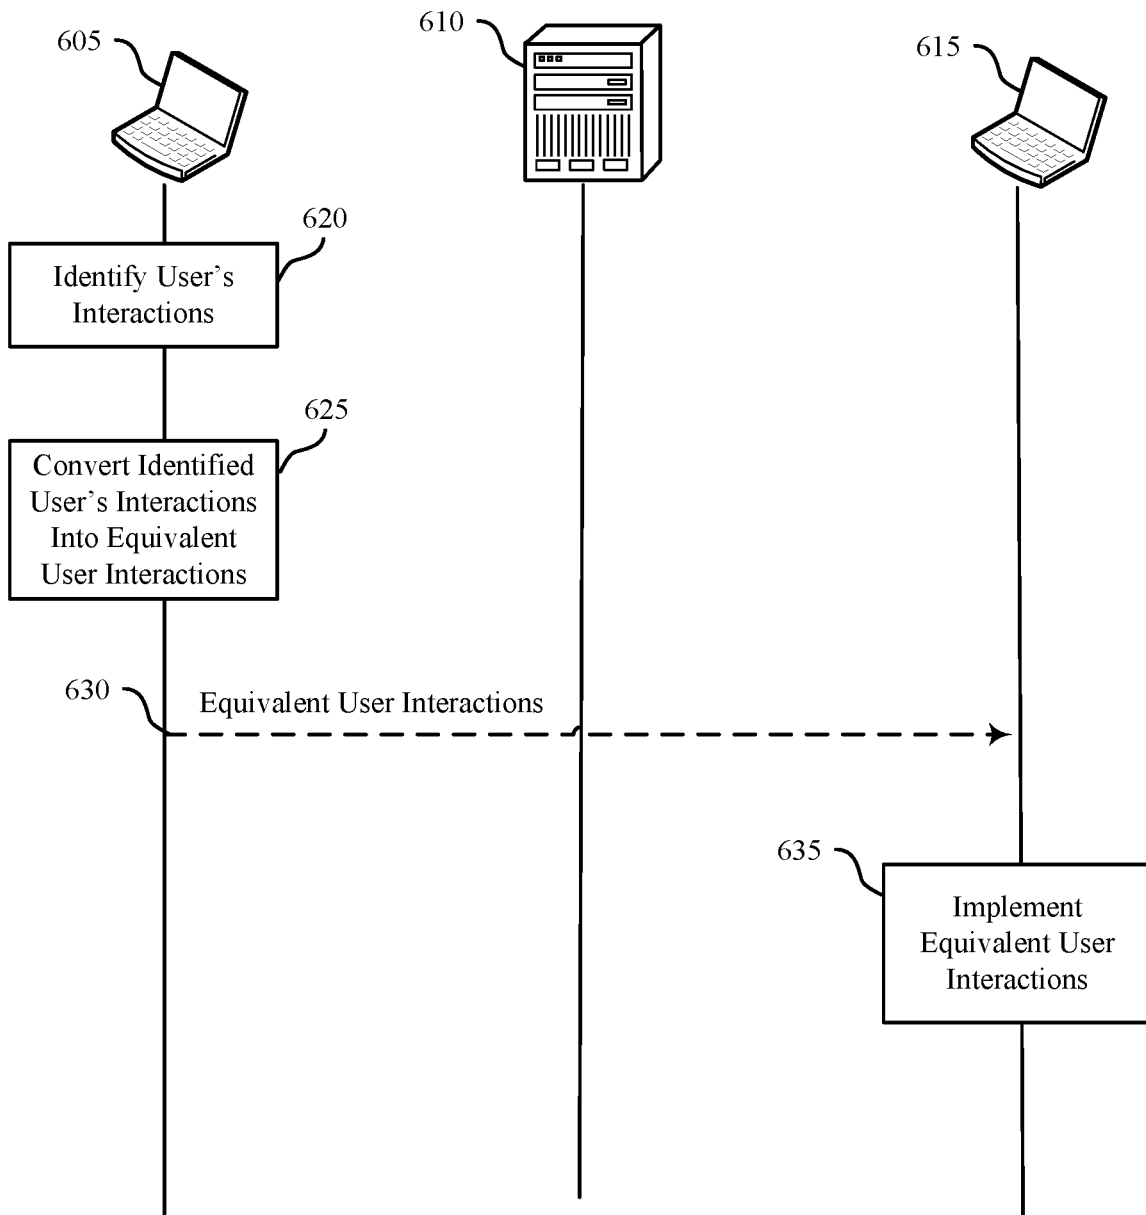 605
610
615
620
Identify User's
Interactions
625
Convert Identified
User's Interactions
Into Equivalent
User Interactions
630
Equivalent User Interactions
635
Implement
Equivalent User
Interactions